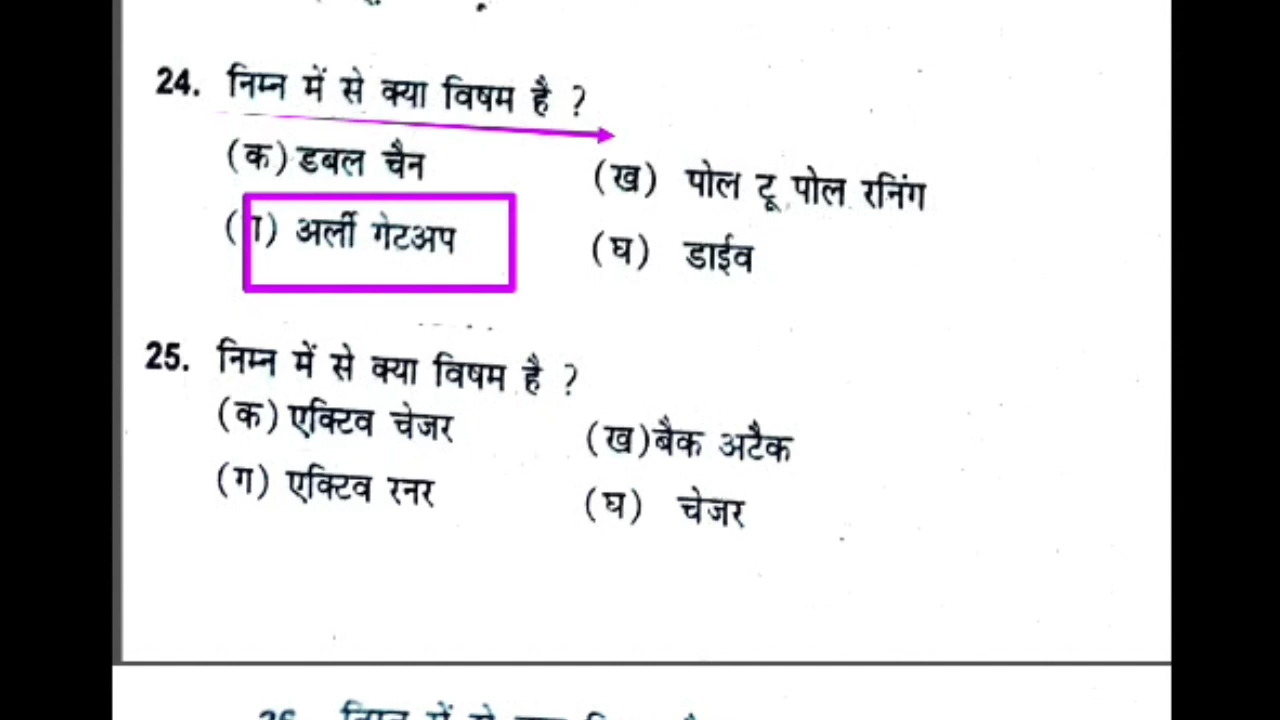 24. निम्न में से क्या विषम है ?
(क) डबल चैन (ख) पोल टू पोल रनिंग
(ग) अर्ली गेटअप (घ) डाईव
25. निम्न में से क्या विषम है ?
(क) एक्टिव चेजर (ख) बैक अटैक
(ग) एक्टिव रनर (घ) चेजर